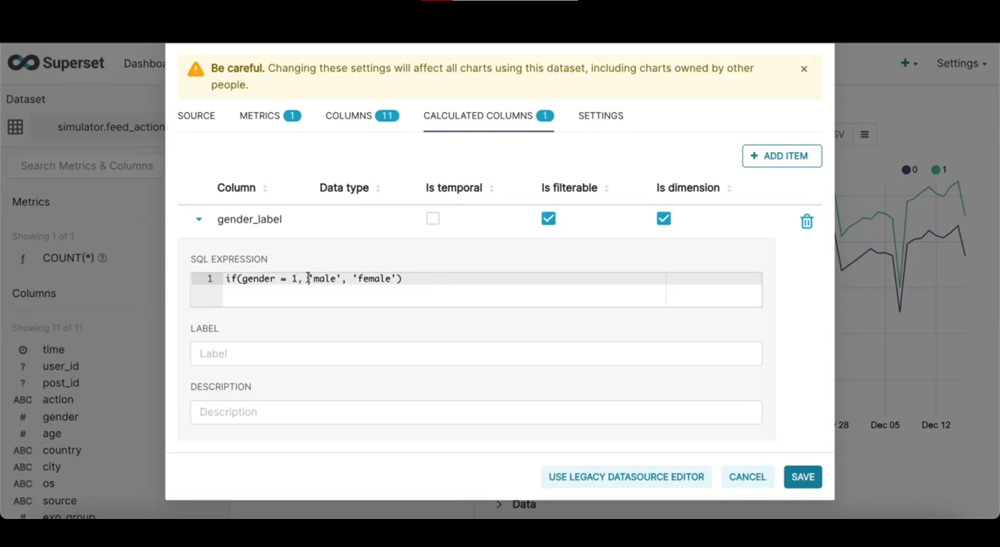 Superset
Dashboa
Settings
Be careful. Changing these settings will affect all charts using this dataset, including charts owned by other
people.
Dataset
simulator.feed_action
Search Metrics & Columns
Metrics
Showing 1 of 1
f COUNT(*)
Columns
Showing 11 of 11
time
? user_id
? post_id
ABC action
# gender
# age
ABC country
ABC city
ABC os
ABC source
# exp_group
SOURCE METRICS 1 COLUMNS 11 CALCULATED COLUMNS 1 SETTINGS
+ ADD ITEM
Column Data type Is temporal Is filterable Is dimension
gender_label
SQL EXPRESSION
1 if(gender = 1, 'male', 'female')
LABEL
Label
DESCRIPTION
Description
USE LEGACY DATASOURCE EDITOR CANCEL SAVE
SV
0 1
28 Dec 05 Dec 12
> Data